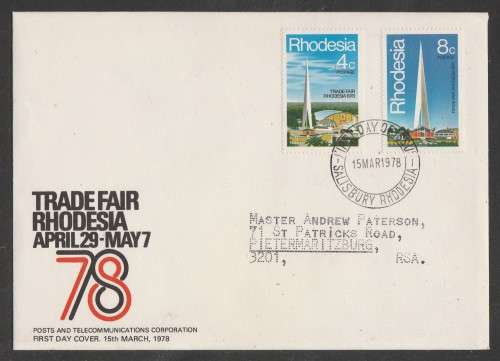 Rhodesia
4c
POSTAGE
TRADE FAIR
RHODESIA 1978
Rhodesia
8c
POSTAGE
DAY OF
15 MAR 1978
SALISBURY RHODESIA
TRADE FAIR
RHODESIA
APRIL 29-MAY 7
78
MASTER ANDREW PATERSON,
71 ST PATRICKS ROAD,
PIETERMARITZBURG,
3201, RSA.
POSTS AND TELECOMMUNICATIONS CORPORATION
FIRST DAY COVER. 15th MARCH, 1978